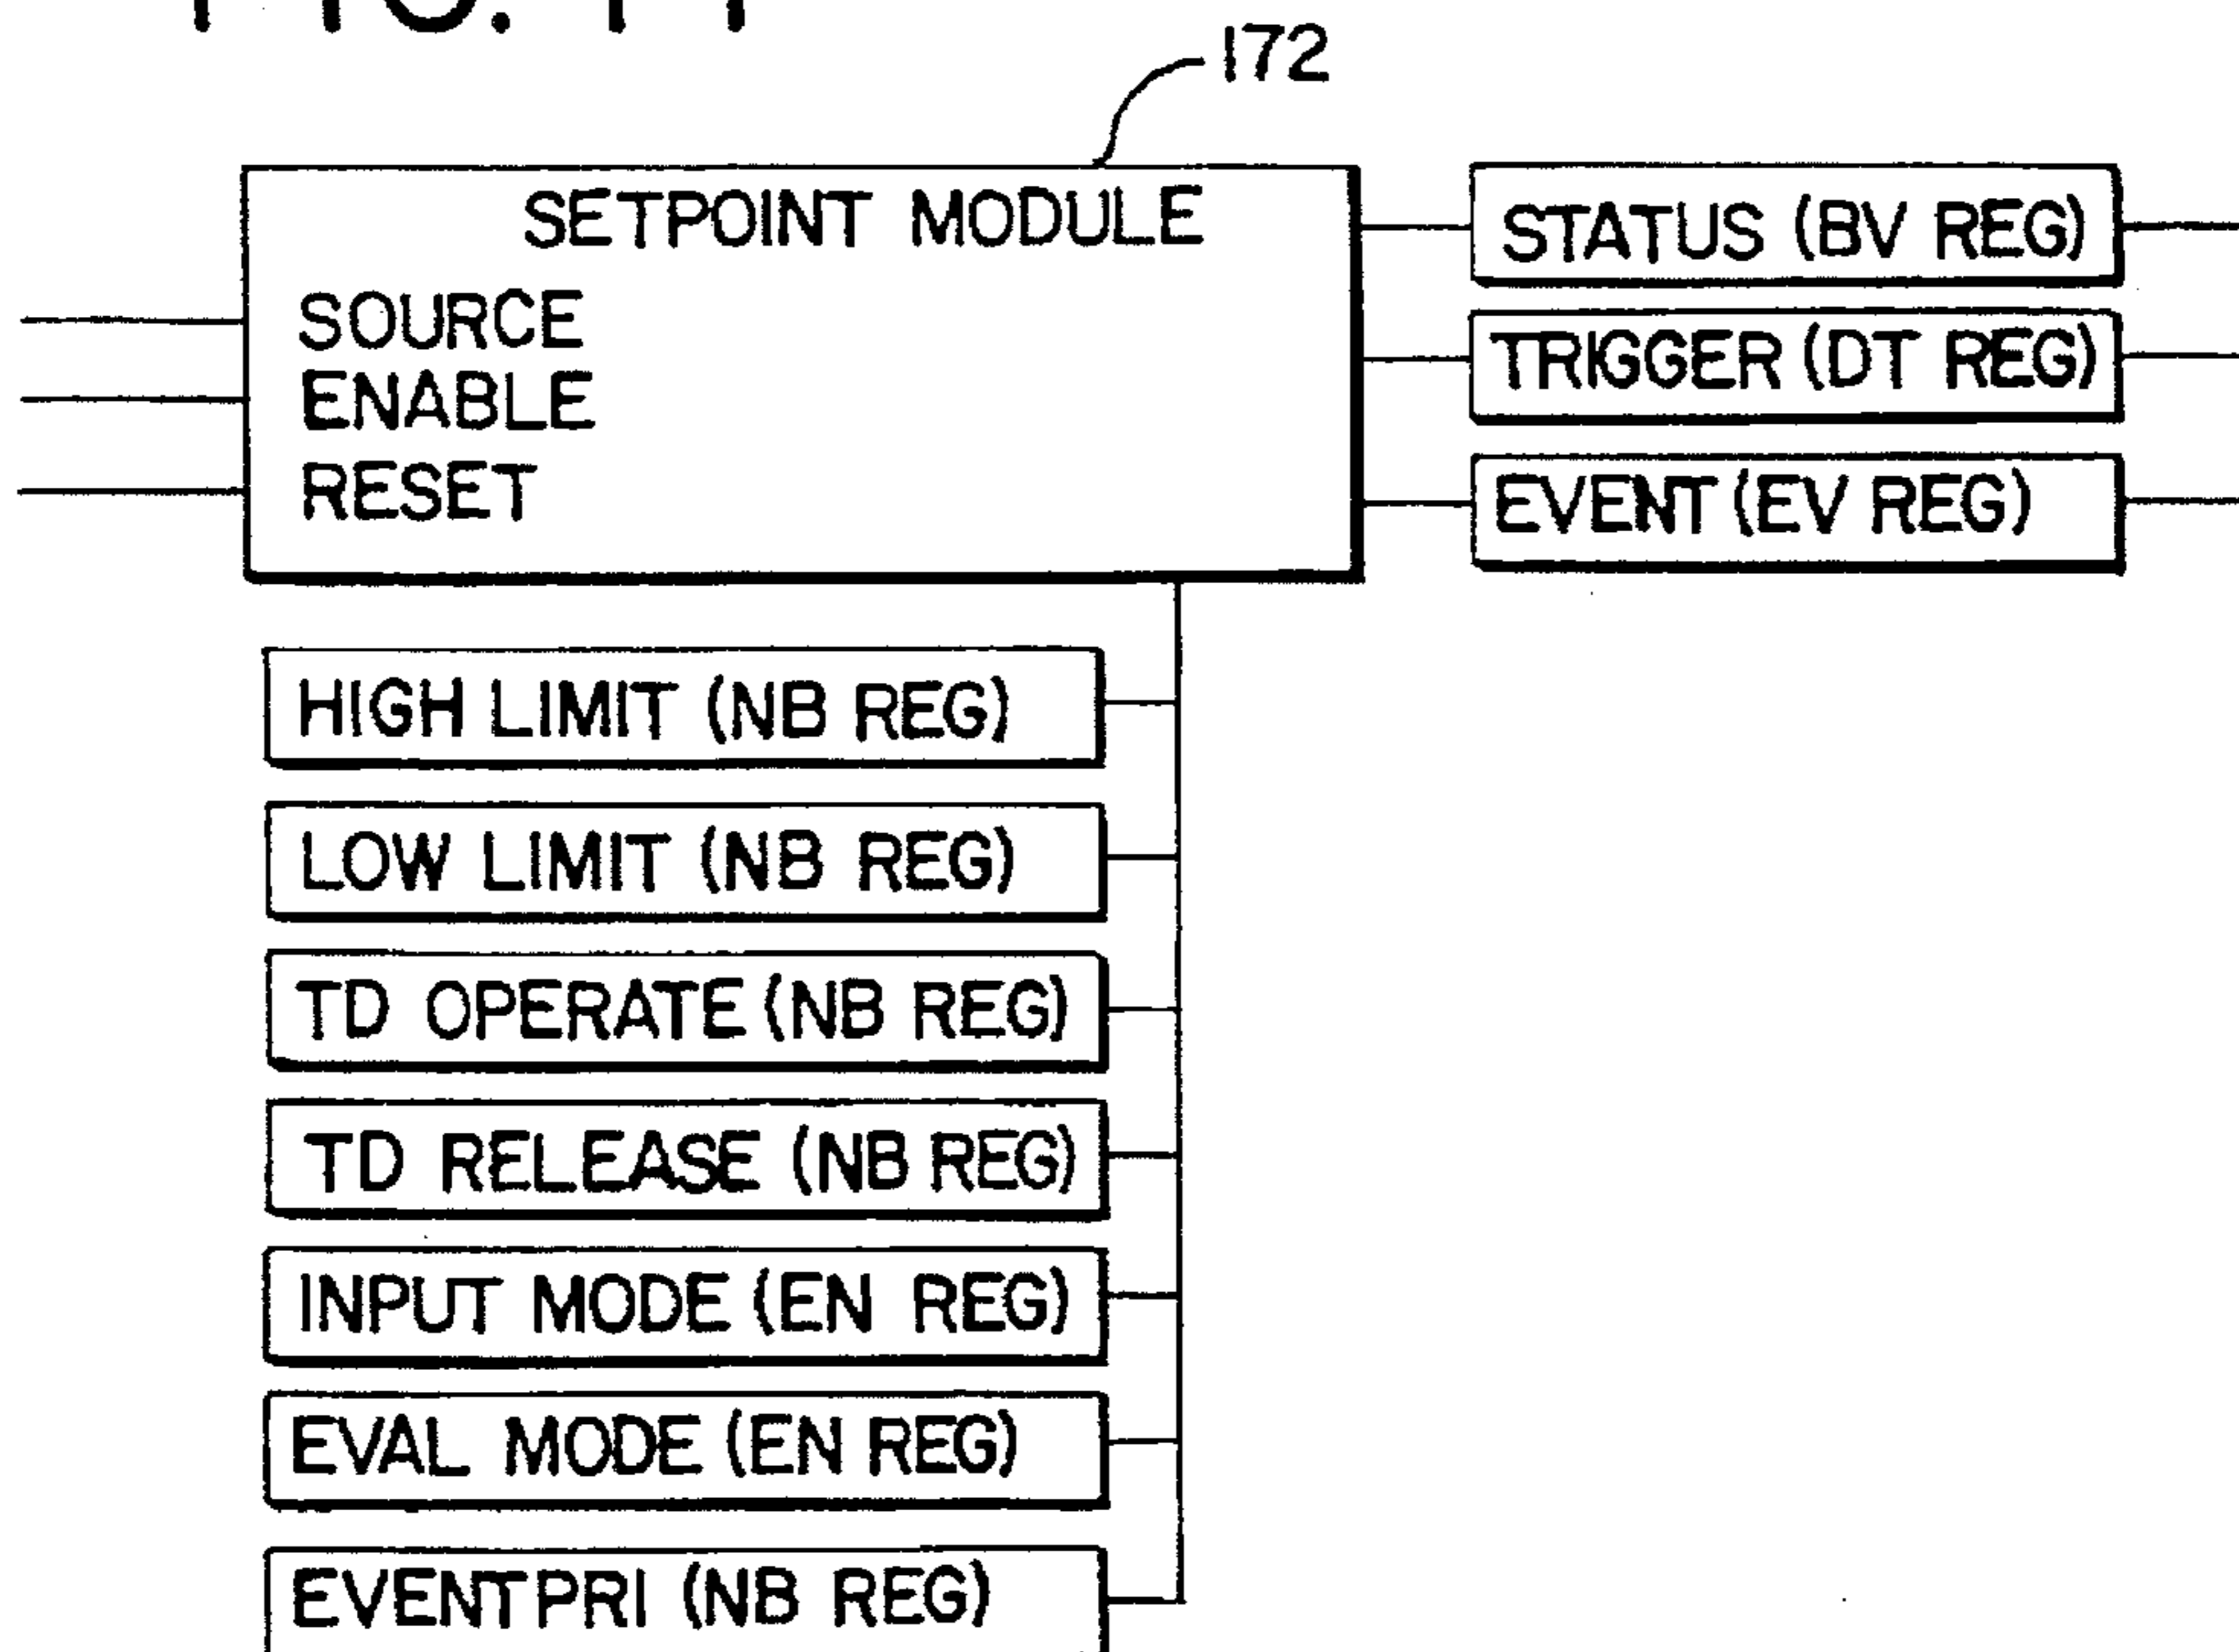 172
SETPOINT MODULE
SOURCE
ENABLE
RESET
STATUS (BV REG)
TRIGGER (DT REG)
EVENT (EV REG)
HIGH LIMIT (NB REG)
LOW LIMIT (NB REG)
TD OPERATE (NB REG)
TD RELEASE (NB REG)
INPUT MODE (EN REG)
EVAL MODE (EN REG)
EVENT PRI (NB REG)